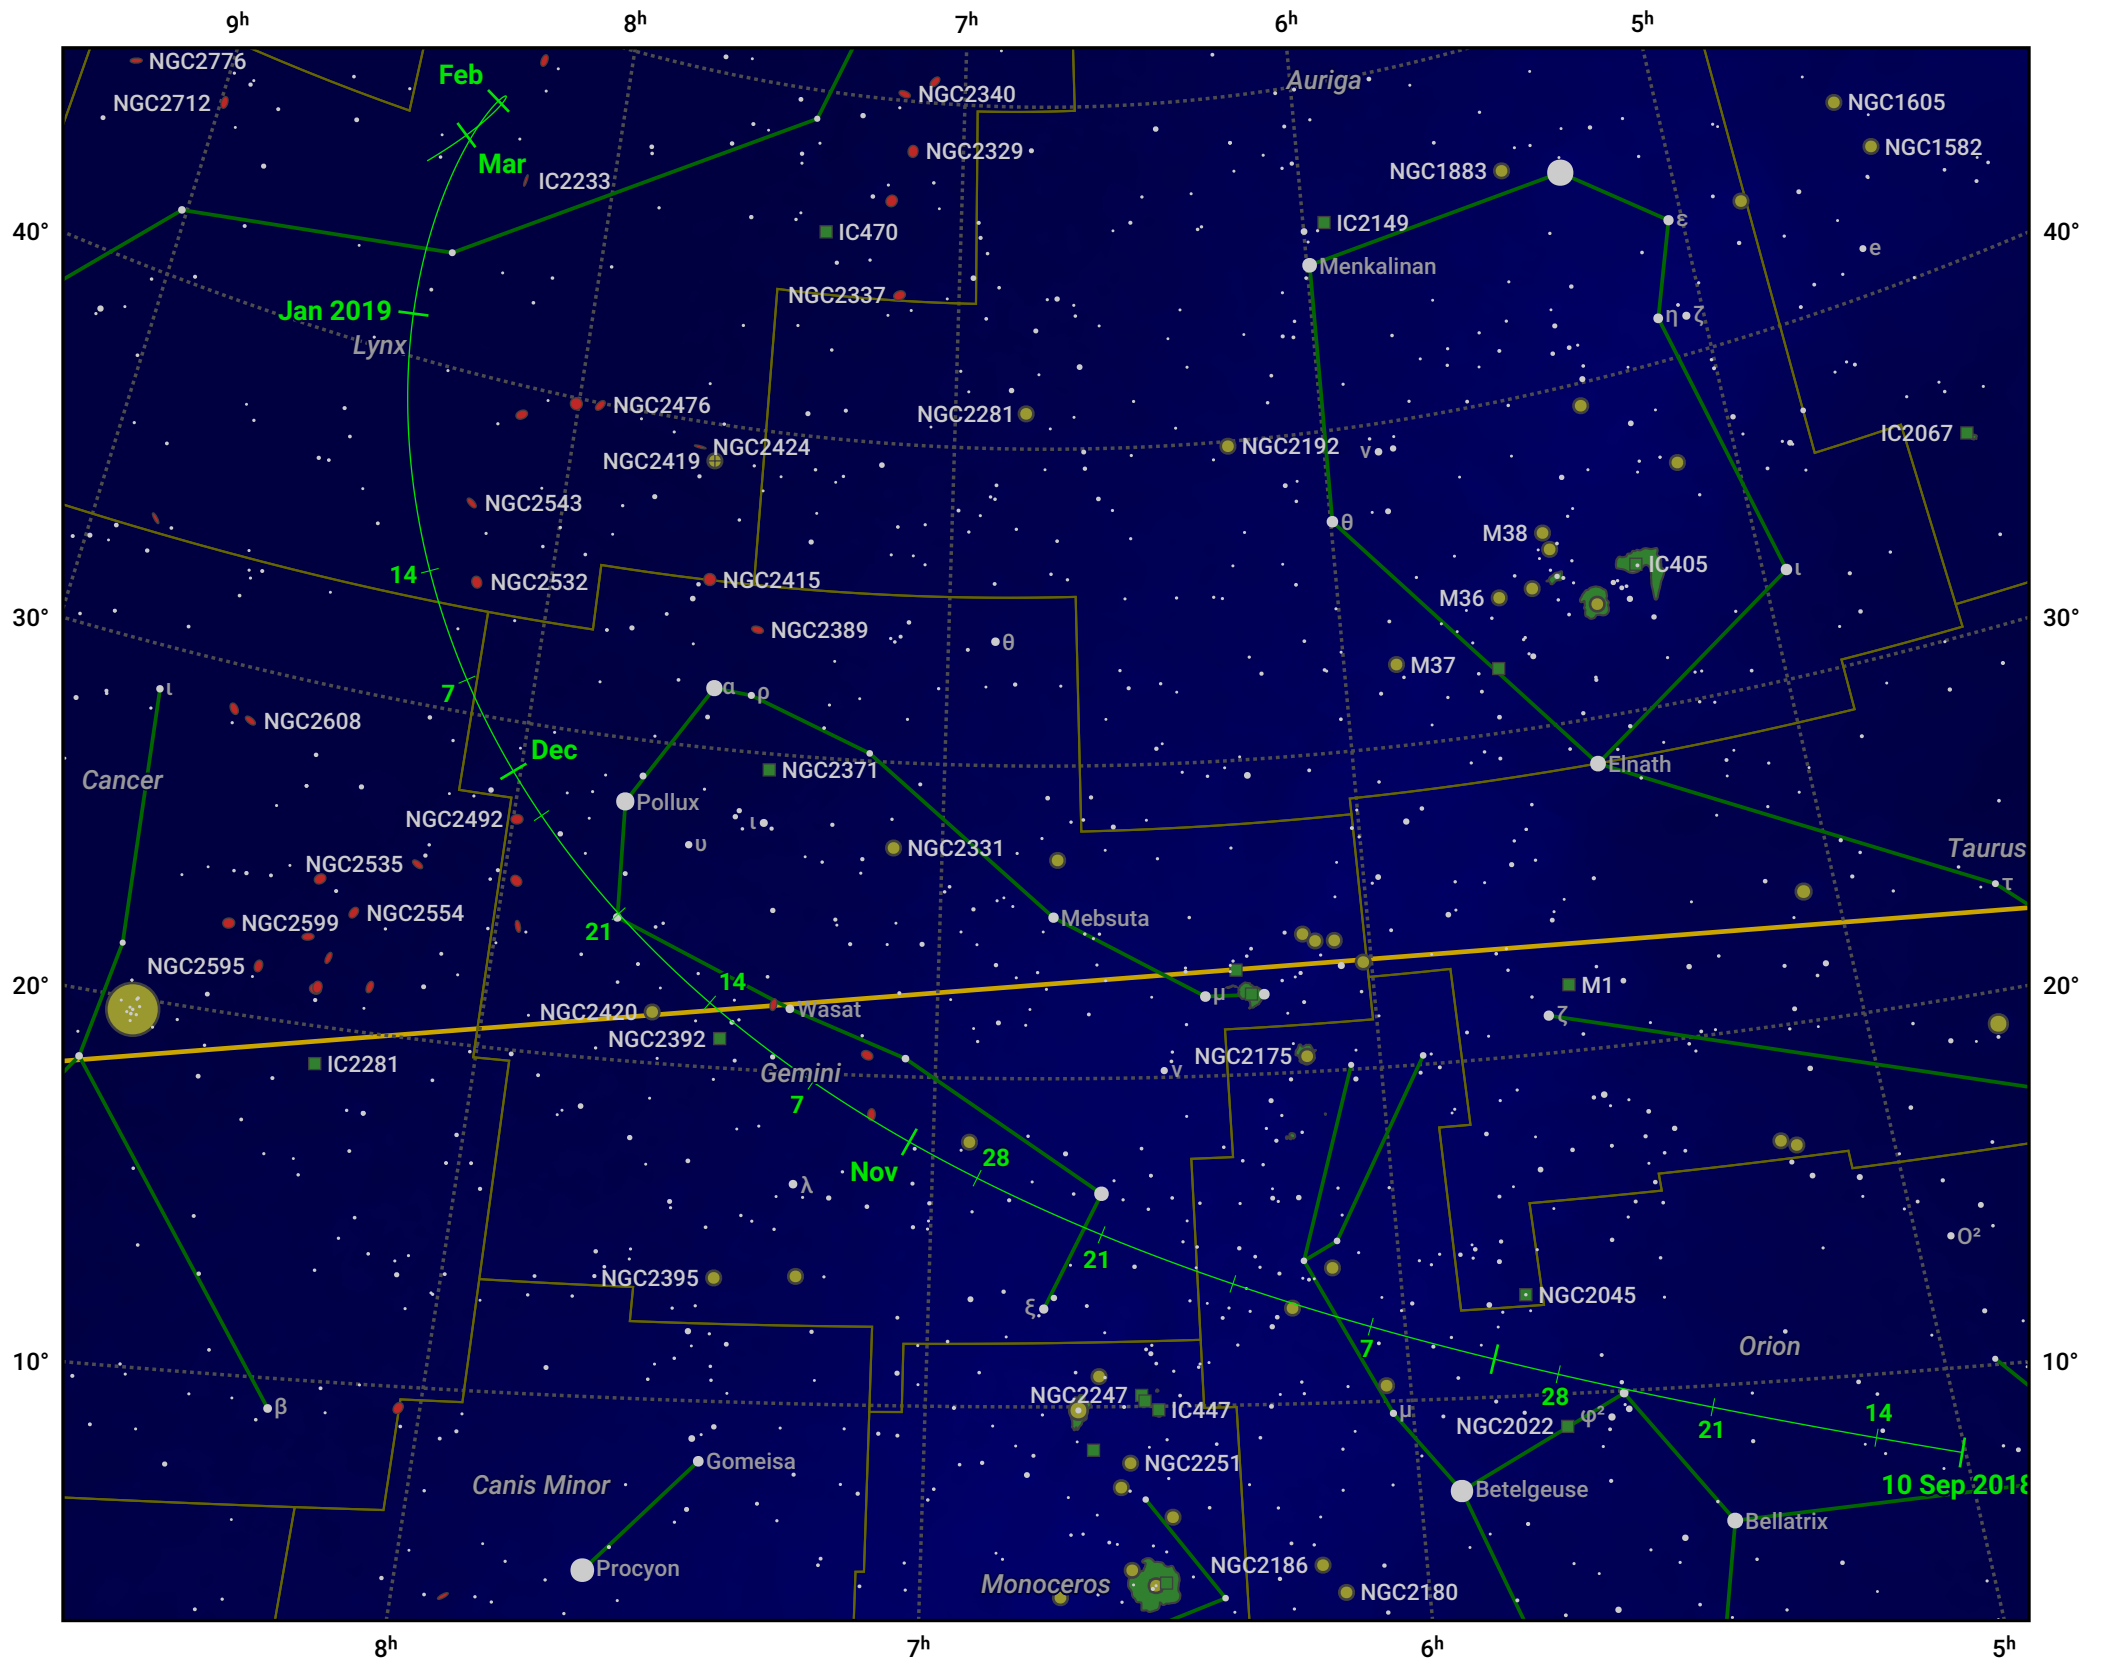 9h 8h 7h 6h 5h
NGC2776
Feb
Auriga
NGC2712
NGC2340
NGC1605
Mar
NGC2329
NGC1582
IC2233
NGC1883
40° IC470 IC2149 ε 40°
e
Menkalinan
Jan 2019
NGC2337
η ζ
Lynx
NGC2476
NGC2281
NGC2424
NGC2192
ν
IC2067
NGC2419
NGC2543
θ
M38
14
NGC2532
NGC2415
IC405
ι
M36
30° NGC2389 30°
θ
M37
7
ι
α ρ
NGC2608
Dec
Elnath
Cancer
NGC2371
Pollux
NGC2492
ι
υ
NGC2331
Taurus
NGC2535
τ
NGC2599
NGC2554
21
Mebsuta
NGC2595
14
20° M1 20°
μ
NGC2420
Wasat
ζ
NGC2392
IC2281
Gemini
NGC2175
ν
7
Nov
28
λ
21
O²
NGC2395
ξ
NGC2045
7
Orion
10° 10°
NGC2247
28
β
IC447
μ
NGC2022
φ²
21
14
Gomeisa
NGC2251
Canis Minor
Betelgeuse
10 Sep 2018
Bellatrix
Procyon
Monoceros
NGC2186
NGC2180
8h 7h 6h 5h